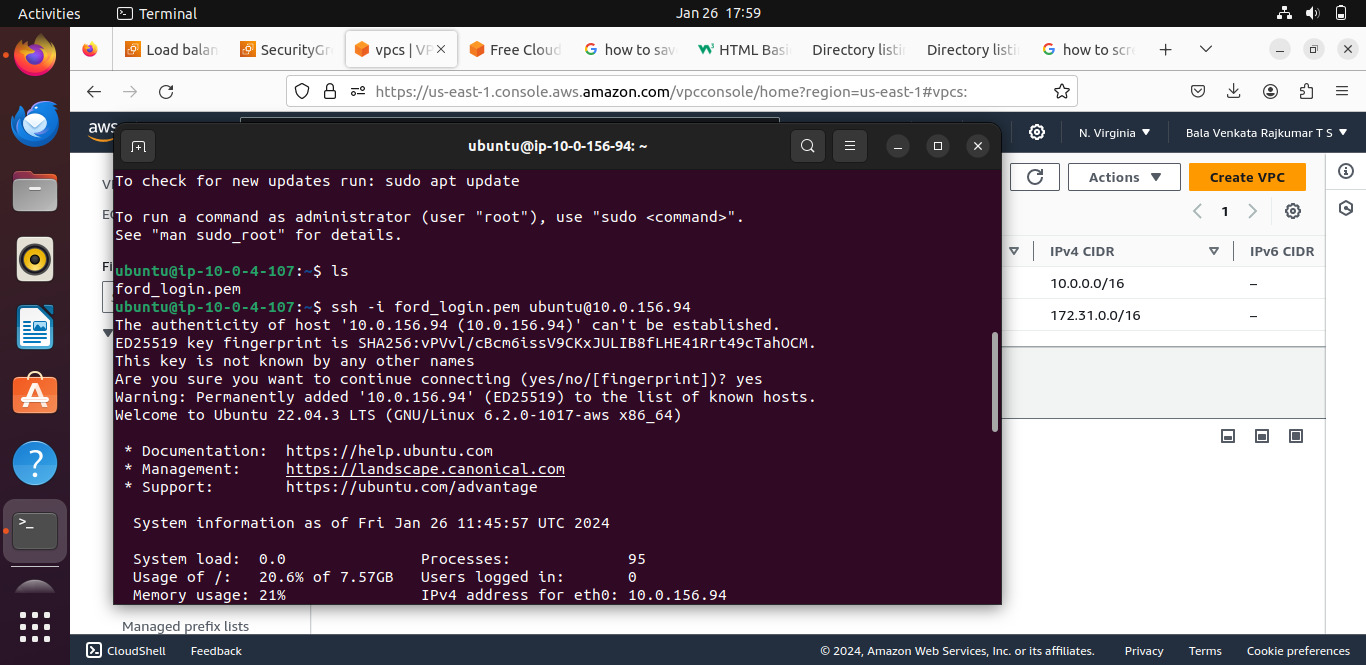 Activities
Terminal
Jan 26 17:59
Load balan
SecurityGr
vpcs | VP
Free Cloud
how to sav
HTML Basi
Directory listi
Directory listi
how to scr
https://us-east-1.console.aws.amazon.com/vpcconsole/home?region=us-east-1#vpcs:
aws
N. Virginia
Bala Venkata Rajkumar T S
ubuntu@ip-10-0-156-94: ~
Actions
Create VPC
1
IPv4 CIDR
IPv6 CIDR
10.0.0.0/16
–
172.31.0.0/16
–
To check for new updates run: sudo apt update
To run a command as administrator (user "root"), use "sudo <command>".
See "man sudo_root" for details.
ubuntu@ip-10-0-4-107:~$ ls
ford_login.pem
ubuntu@ip-10-0-4-107:~$ ssh -i ford_login.pem ubuntu@10.0.156.94
The authenticity of host '10.0.156.94 (10.0.156.94)' can't be established.
ED25519 key fingerprint is SHA256:vPVvl/cBcm6issV9CKxJULIB8fLHE41Rrt49cTahOCM.
This key is not known by any other names
Are you sure you want to continue connecting (yes/no/[fingerprint])? yes
Warning: Permanently added '10.0.156.94' (ED25519) to the list of known hosts.
Welcome to Ubuntu 22.04.3 LTS (GNU/Linux 6.2.0-1017-aws x86_64)
* Documentation:  https://help.ubuntu.com
* Management:     https://landscape.canonical.com
* Support:        https://ubuntu.com/advantage
System information as of Fri Jan 26 11:45:57 UTC 2024
System load:  0.0               Processes:             95
Usage of /:   20.6% of 7.57GB   Users logged in:       0
Memory usage: 21%               IPv4 address for eth0: 10.0.156.94
Managed prefix lists
CloudShell
Feedback
© 2024, Amazon Web Services, Inc. or its affiliates.
Privacy
Terms
Cookie preferences